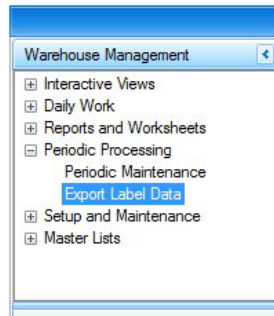 Warehouse Management
Interactive Views
Daily Work
Reports and Worksheets
Periodic Processing
Periodic Maintenance
Export Label Data
Setup and Maintenance
Master Lists